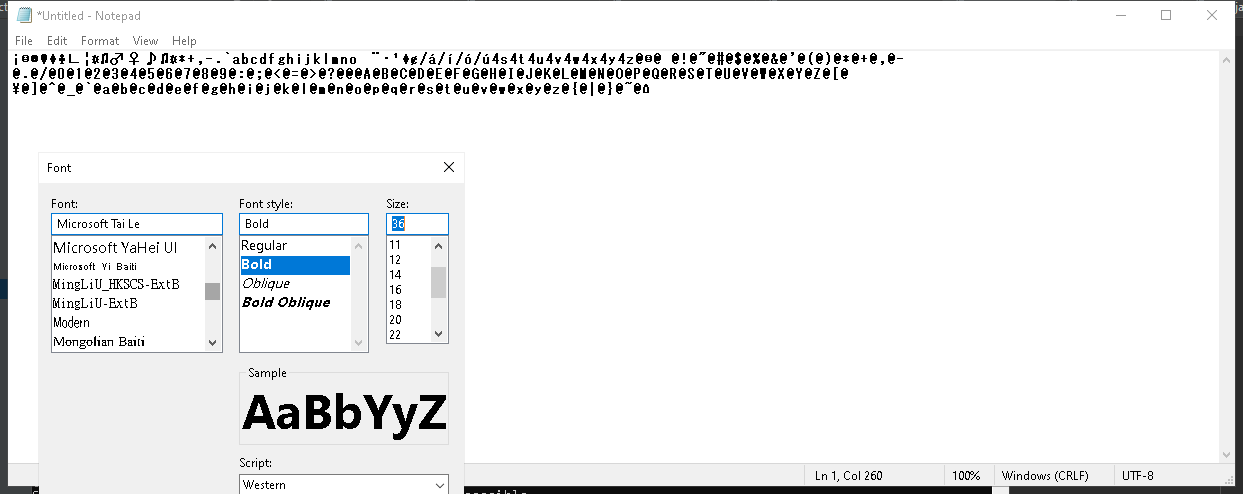 *Untitled - Notepad
File Edit Format View Help
*+,-.`abcdfghijklmno ¨·'♦¢/á/í/ó/ú4s4t4u4v4w4x4y4z@@@ @!@˜@#@$@%@&@'@(@)@*@+@,@-
@.@/@0@1@2@3@4@5@6@7@8@9@:@;@<@=@>@?@@@A@B@C@D@E@F@G@H@I@J@K@L@M@N@O@P@Q@R@S@T@U@V@W@X@Y@Z@[@
¥@]@^@_@`@a@b@c@d@e@f@g@h@i@j@k@l@m@n@o@p@q@r@s@t@u@v@w@x@y@z@{@|@}@˜@⌂
Font
Font: Font style: Size:
Microsoft Tai Le Bold 36
Microsoft YaHei UI Regular 11
Microsoft Yi Baiti Bold 12
MingLiU_HKSCS-ExtB Oblique 14
MingLiU-ExtB Bold Oblique 16
Modern 18
Mongolian Baiti 20
22
Sample
AaBbYyZ
Script:
Western
Ln 1, Col 260 100% Windows (CRLF) UTF-8